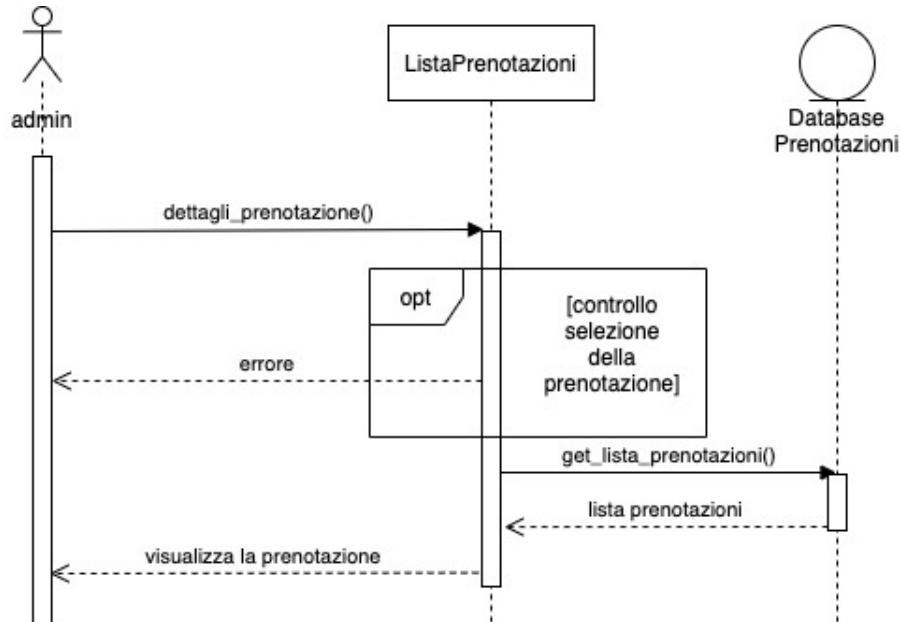 admin
ListaPrenotazioni
Database
Prenotazioni
dettagli_prenotazione()
opt
[controllo
selezione
della
prenotazione]
errore
get_lista_prenotazioni()
lista prenotazioni
visualizza la prenotazione